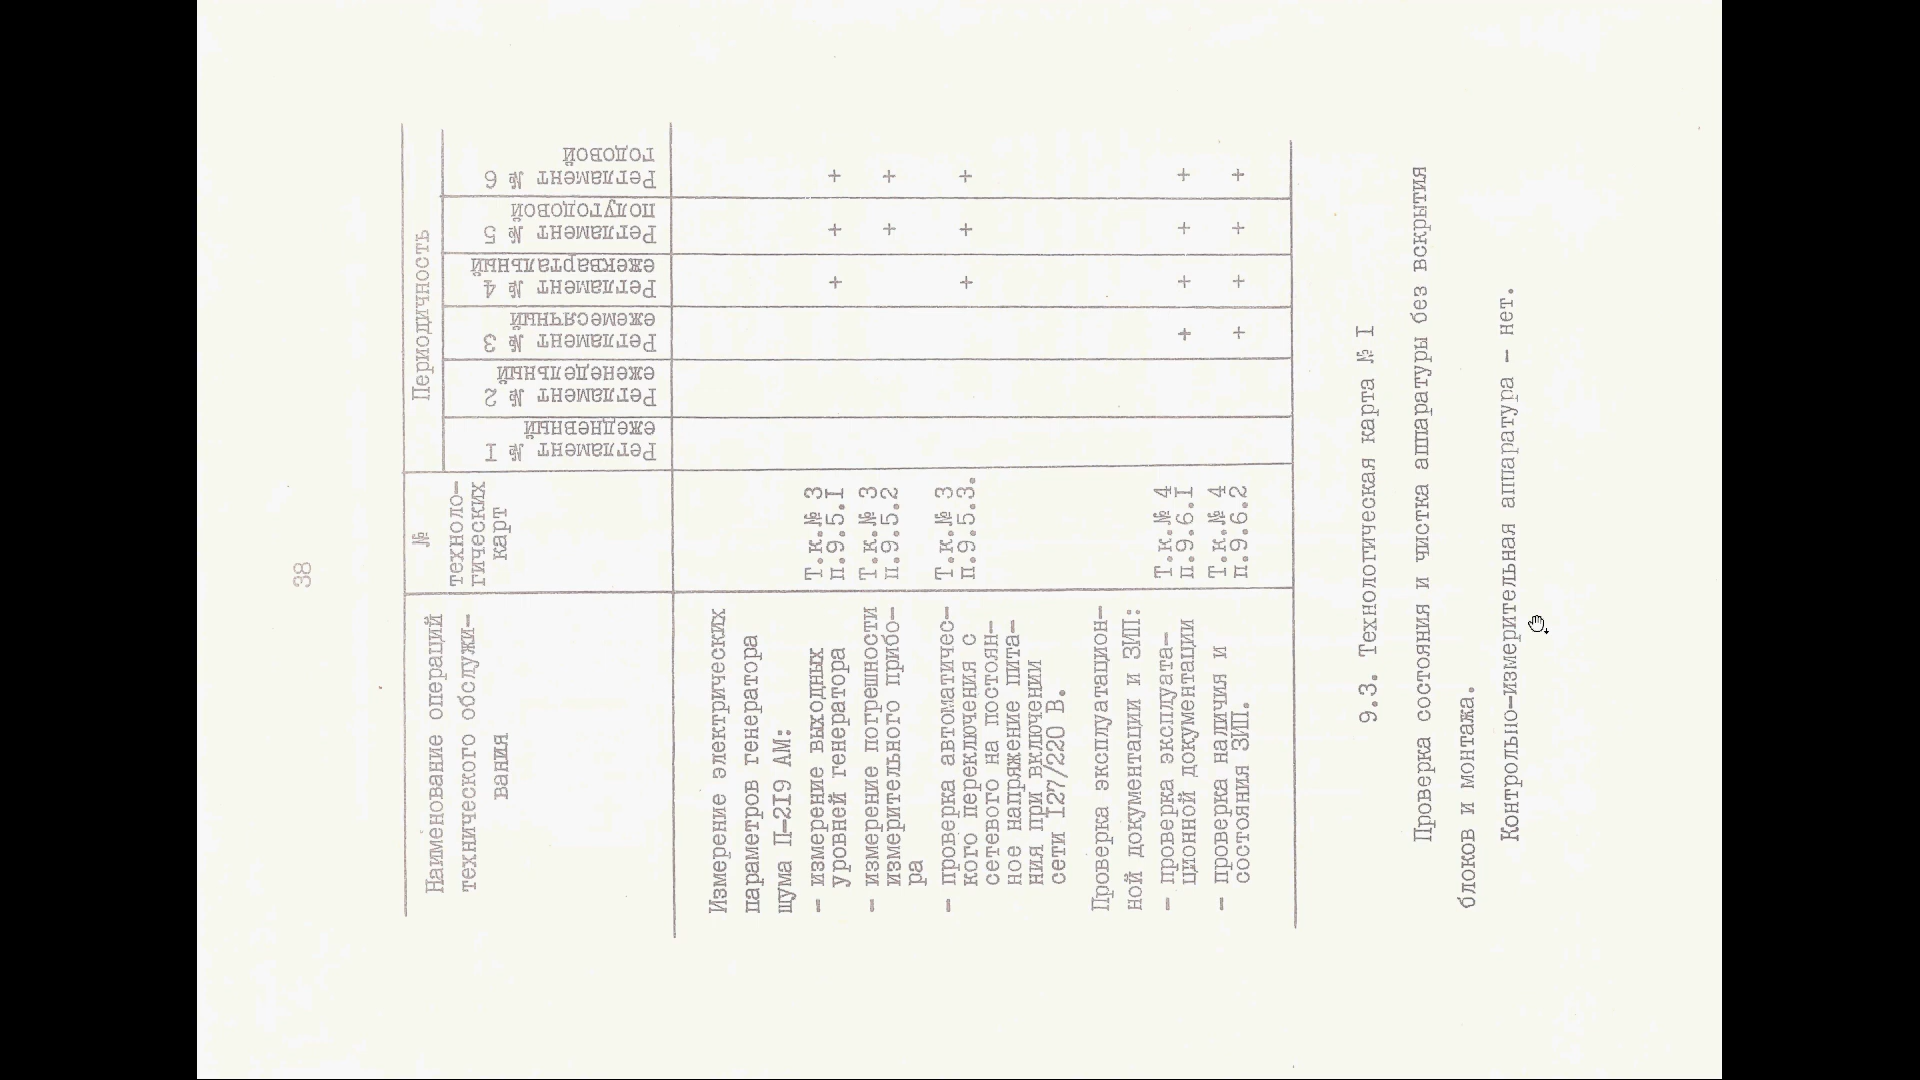 38
Наименование операций
технического обслужи-
вания
№
техноло-
гических
карт
Периодичность
Регламент № I
ежедневный
Регламент № 2
еженедельный
Регламент № 3
ежемесячный
Регламент № 4
ежеквартальный
Регламент № 5
полугодовой
Регламент № 6
годовой
Измерение электрических
параметров генератора
шума П-2I9 АМ:
- измерение выходных Т.к.№ 3
уровней генератора п.9.5.I + + +
- измерение погрешности Т.к.№ 3
измерительного прибо- п.9.5.2 + +
ра
- проверка автоматичес- Т.к.№ 3
кого переключения с п.9.5.3. + + +
сетевого на постоян-
ное напряжение пита-
ния при включении
сети I27/220 В.
Проверка эксплуатацион-
ной документации и ЗИП:
- проверка эксплуата- Т.к.№ 4
ционной документации п.9.6.I + + + +
- проверка наличия и Т.к.№ 4
состояния ЗИП. п.9.6.2 + + + +
9.3. Технологическая карта № I
Проверка состояния и чистка аппаратуры без вскрытия
блоков и монтажа.
Контрольно-измерительная аппаратура - нет.